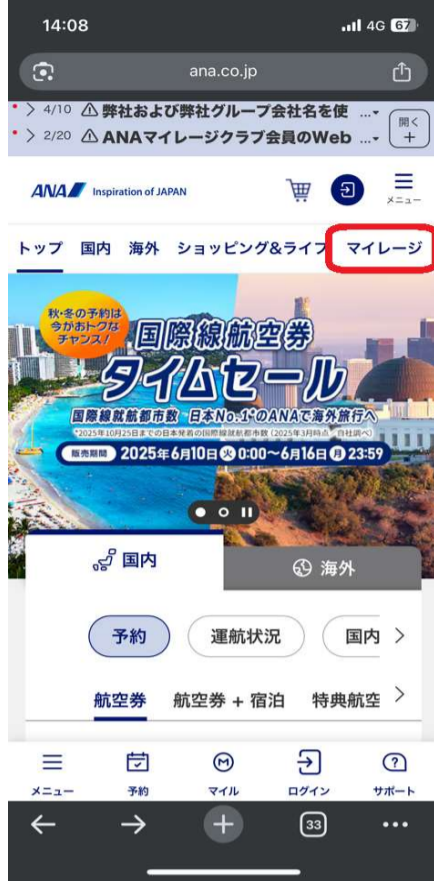 14:08
4G 67
ana.co.jp
4/10 弊社および弊社グループ会社名を使 ...
2/20 ANAマイレージクラブ会員のWeb ...
開く
+
ANA Inspiration of JAPAN
メニュー
トップ 国内 海外 ショッピング&ライフ マイレージ
秋・冬の予約は
今がおトクな
チャンス!
国際線航空券
タイムセール
国際線就航都市数 日本No.1*のANAで海外旅行へ
*2025年10月25日までの日本発着の国際線就航都市数(2025年3月時点 自社調べ)
販売期間 2025年6月10日火0:00~6月16日月23:59
国内 海外
予約 運航状況 国内
航空券 航空券 + 宿泊 特典航空
メニュー 予約 マイル ログイン サポート
33